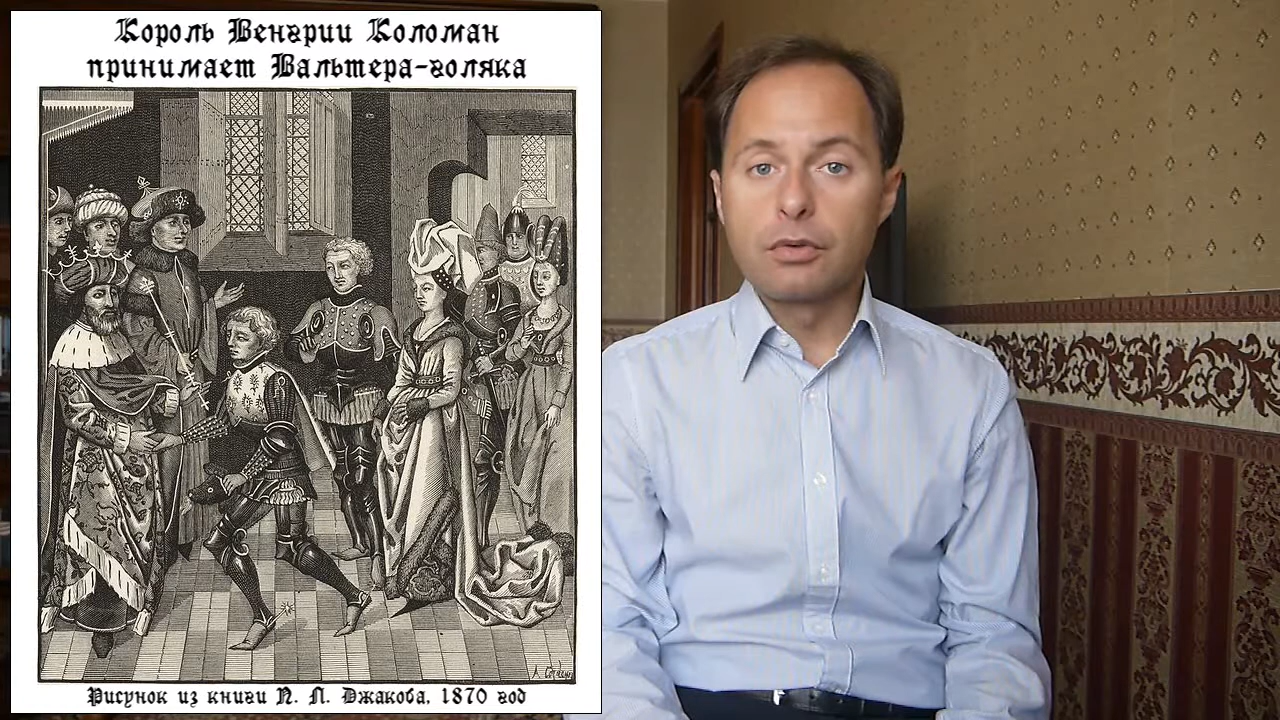 Король Венгрии Коломан
принимает Вальтера-голяка
Рисунок из книги П. Л. Джакоба, 1870 год